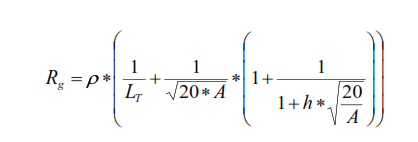 R_g = ρ * ( 1/L_T + 1/√(20 * A) * ( 1 + 1/(1 + h * √(20/A)) ) )